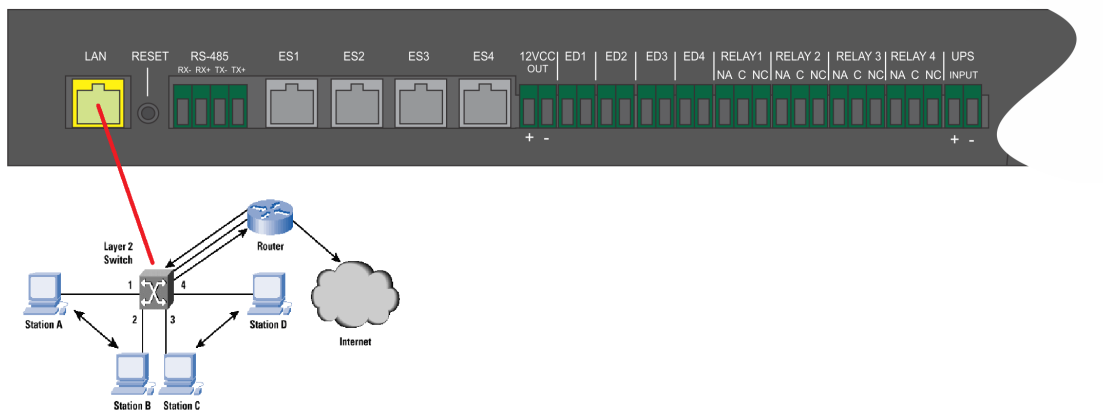 LAN RESET RS-485 ES1 ES2 ES3 ES4 12VCC OUT ED1 ED2 ED3 ED4 RELAY1 RELAY 2 RELAY 3 RELAY 4 UPS
RX- RX+ TX- TX+ NA C NC NA C NC NA C NC NA C NC INPUT
+ - + -
Router
Layer 2
Switch
1 4
2 3
Station A
Station D
Internet
Station B Station C